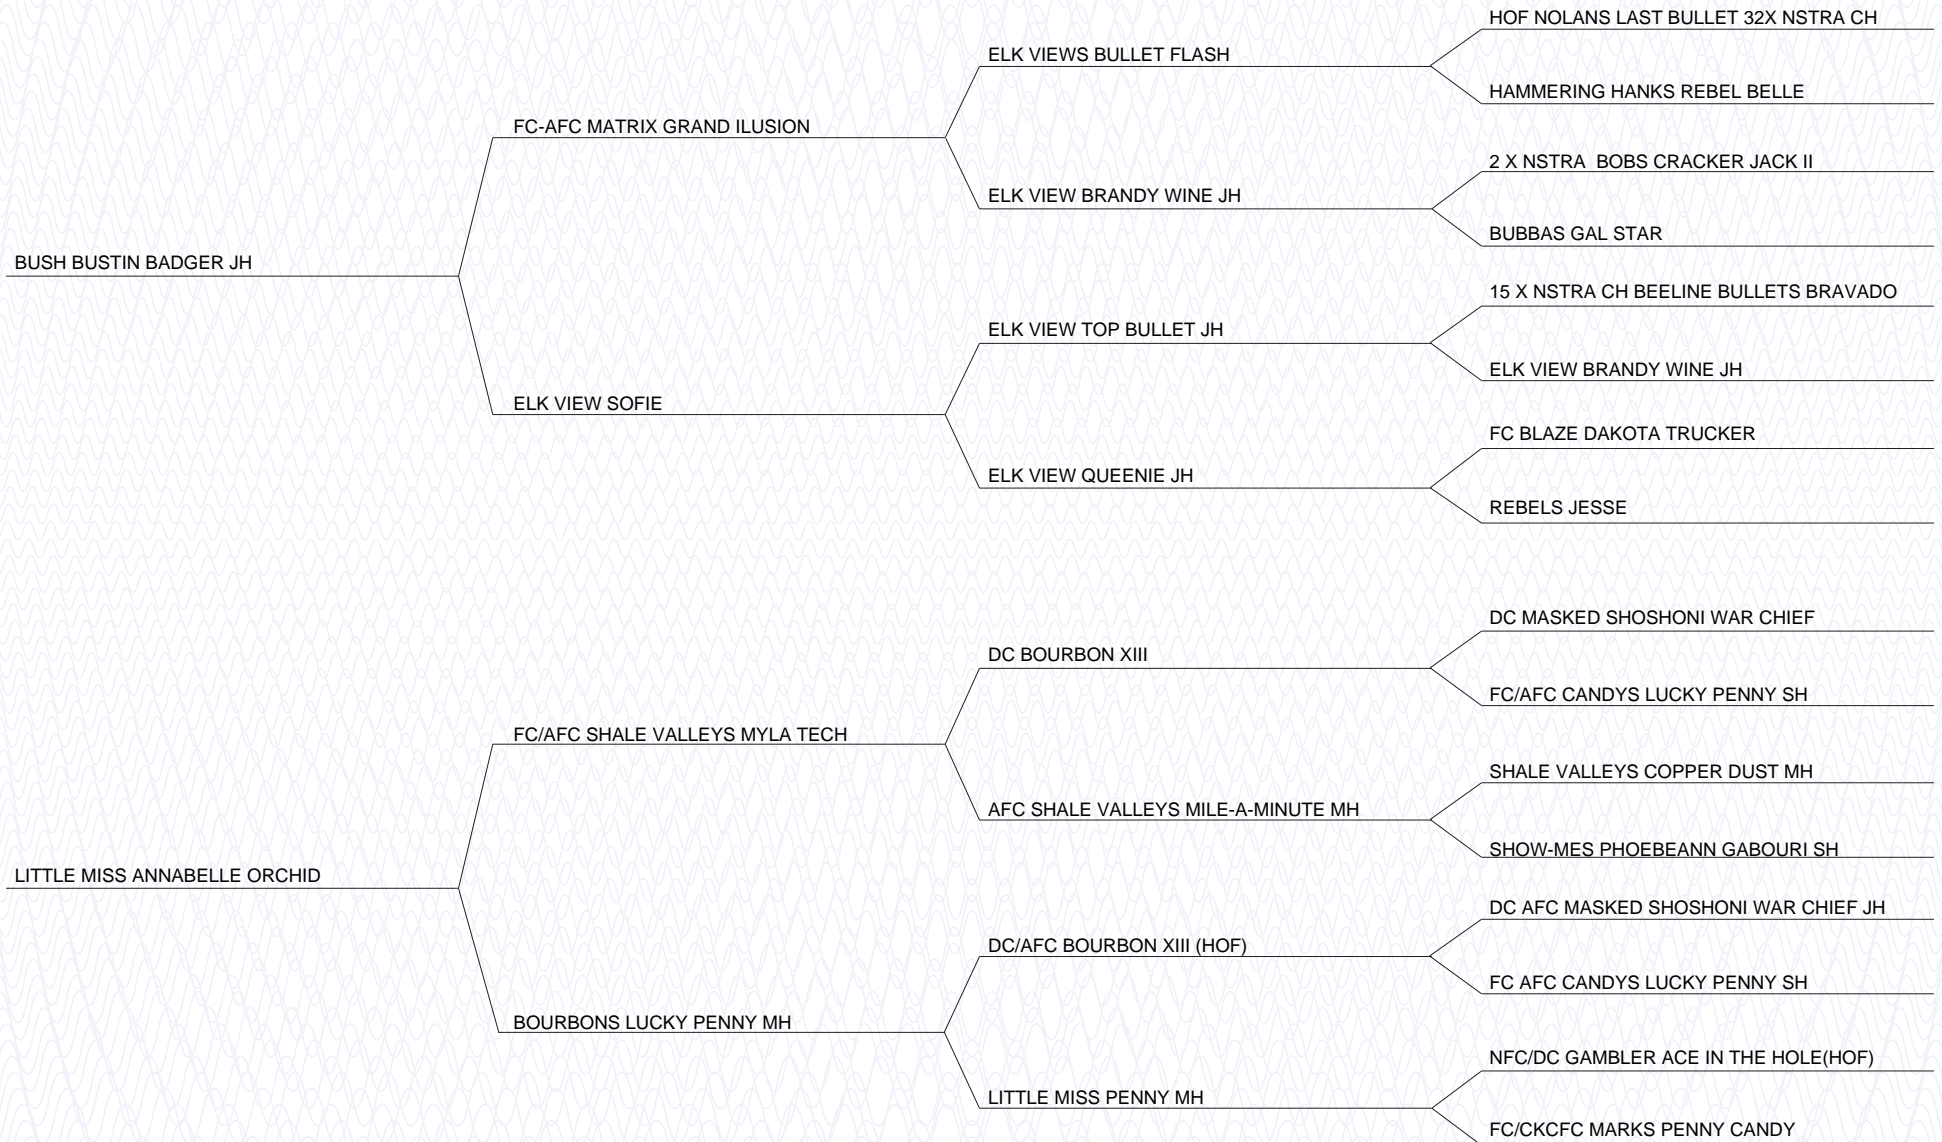 HOF NOLANS LAST BULLET 32X NSTRA CH
ELK VIEWS BULLET FLASH
HAMMERING HANKS REBEL BELLE
FC-AFC MATRIX GRAND ILUSION
2 X NSTRA  BOBS CRACKER JACK II
ELK VIEW BRANDY WINE JH
BUBBAS GAL STAR
BUSH BUSTIN BADGER JH
15 X NSTRA CH BEELINE BULLETS BRAVADO
ELK VIEW TOP BULLET JH
ELK VIEW BRANDY WINE JH
ELK VIEW SOFIE
FC BLAZE DAKOTA TRUCKER
ELK VIEW QUEENIE JH
REBELS JESSE
DC MASKED SHOSHONI WAR CHIEF
DC BOURBON XIII
FC/AFC CANDYS LUCKY PENNY SH
FC/AFC SHALE VALLEYS MYLA TECH
SHALE VALLEYS COPPER DUST MH
AFC SHALE VALLEYS MILE-A-MINUTE MH
SHOW-MES PHOEBEANN GABOURI SH
LITTLE MISS ANNABELLE ORCHID
DC AFC MASKED SHOSHONI WAR CHIEF JH
DC/AFC BOURBON XIII (HOF)
FC AFC CANDYS LUCKY PENNY SH
BOURBONS LUCKY PENNY MH
NFC/DC GAMBLER ACE IN THE HOLE(HOF)
LITTLE MISS PENNY MH
FC/CKCFC MARKS PENNY CANDY